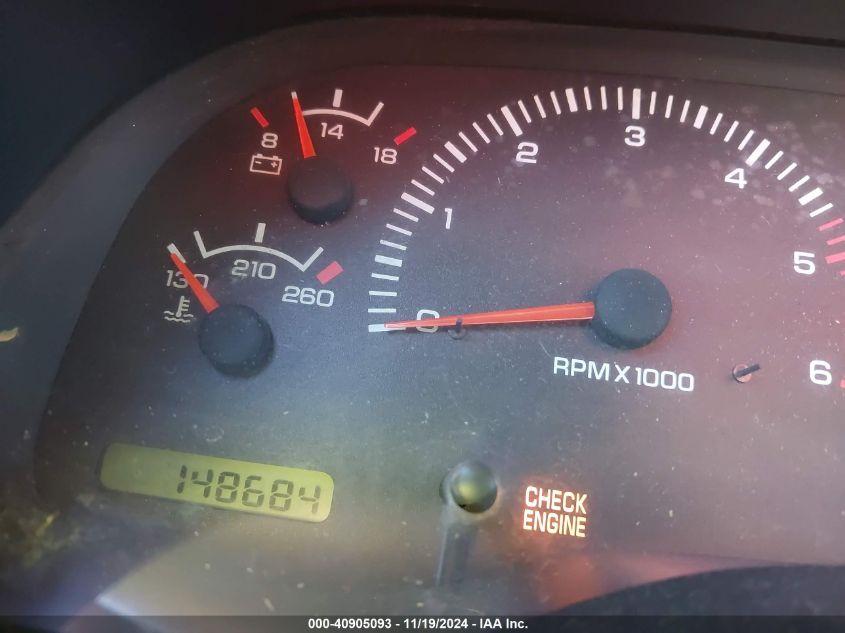 8 14 18
130 210 260
0 1 2 3 4 5 6
RPM X 1000
148684
CHECK
ENGINE
000-40905093 - 11/19/2024 - IAA Inc.